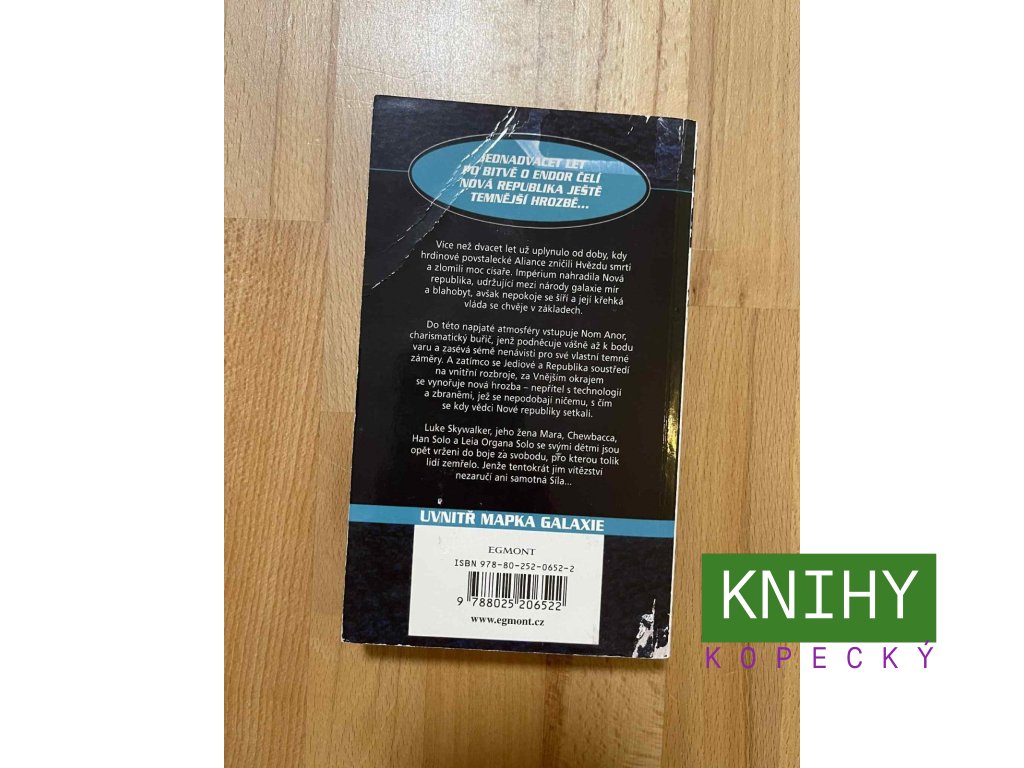 JEDNADVACET LET
PO BITVĚ O ENDOR ČELÍ
NOVÁ REPUBLIKA JEŠTĚ
TEMNĚJŠÍ HROZBĚ...
Více než dvacet let už uplynulo od doby, kdy
hrdinové povstalecké Aliance zničili Hvězdu smrti
a zlomili moc císaře. Impérium nahradila Nová
republika, udržující mezi národy galaxie mír
a blahobyt, avšak nepokoje se šíří a její křehká
vláda se chvěje v základech.
Do této napjaté atmosféry vstupuje Nom Anor,
charismatický buřič, jenž podněcuje vášně až k bodu
varu a zasévá sémě nenávisti pro své vlastní temné
záměry. A zatímco se Jediové a Republika soustředí
na vnitřní rozbroje, za Vnějším okrajem
se vynořuje nová hrozba – nepřítel s technologií
a zbraněmi, jež se nepodobají ničemu, s čím
se kdy vědci Nové republiky setkali.
Luke Skywalker, jeho žena Mara, Chewbacca,
Han Solo a Leia Organa Solo se svými dětmi jsou
opět vrženi do boje za svobodu, pro kterou tolik
lidí zemřelo. Jenže tentokrát jim vítězství
nezaručí ani samotná Síla...
UVNITŘ MAPKA GALAXIE
EGMONT
ISBN 978-80-252-0652-2
9 788025 206522
www.egmont.cz
KNIHY
KOPECKÝ